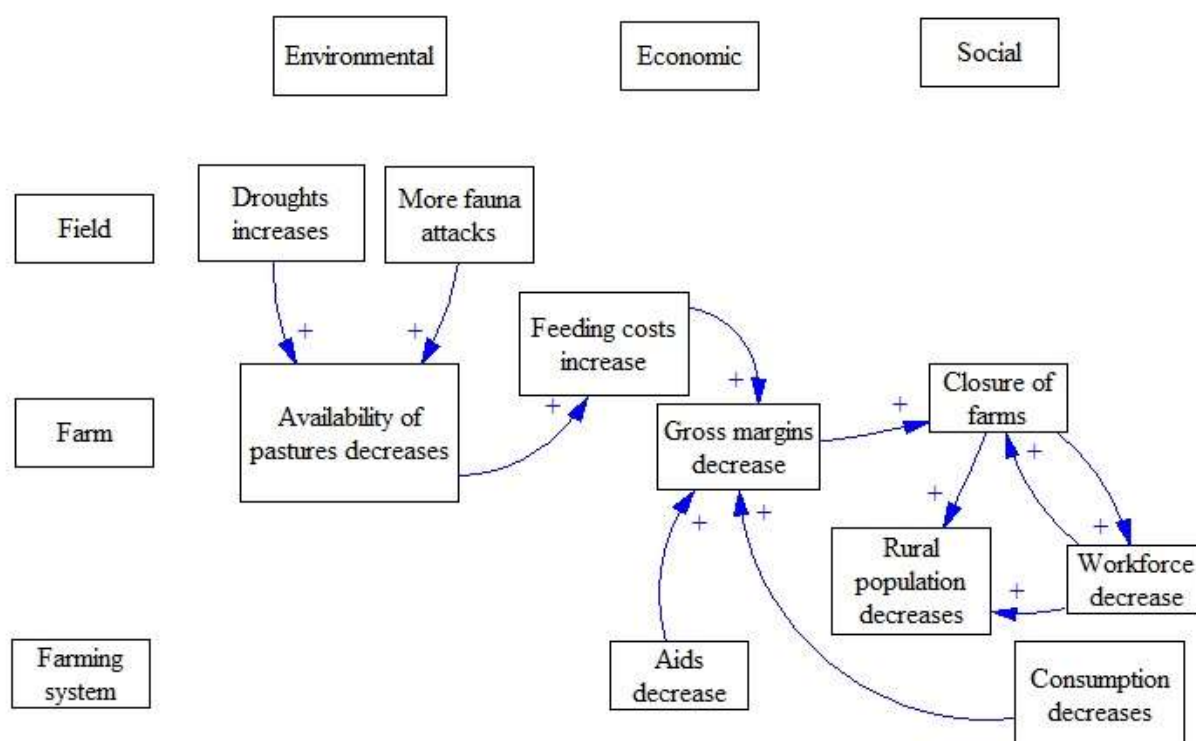 Environmental
Economic
Social
Field
Droughts
increases
More fauna
attacks
+
+
Feeding costs
increase
+
+
Farm
Availability of
pastures decreases
Gross margins
decrease
+
Closure of
farms
+
+
+
+
+
Rural
population
decreases
+
Workforce
decrease
+
Farming
system
Aids
decrease
Consumption
decreases